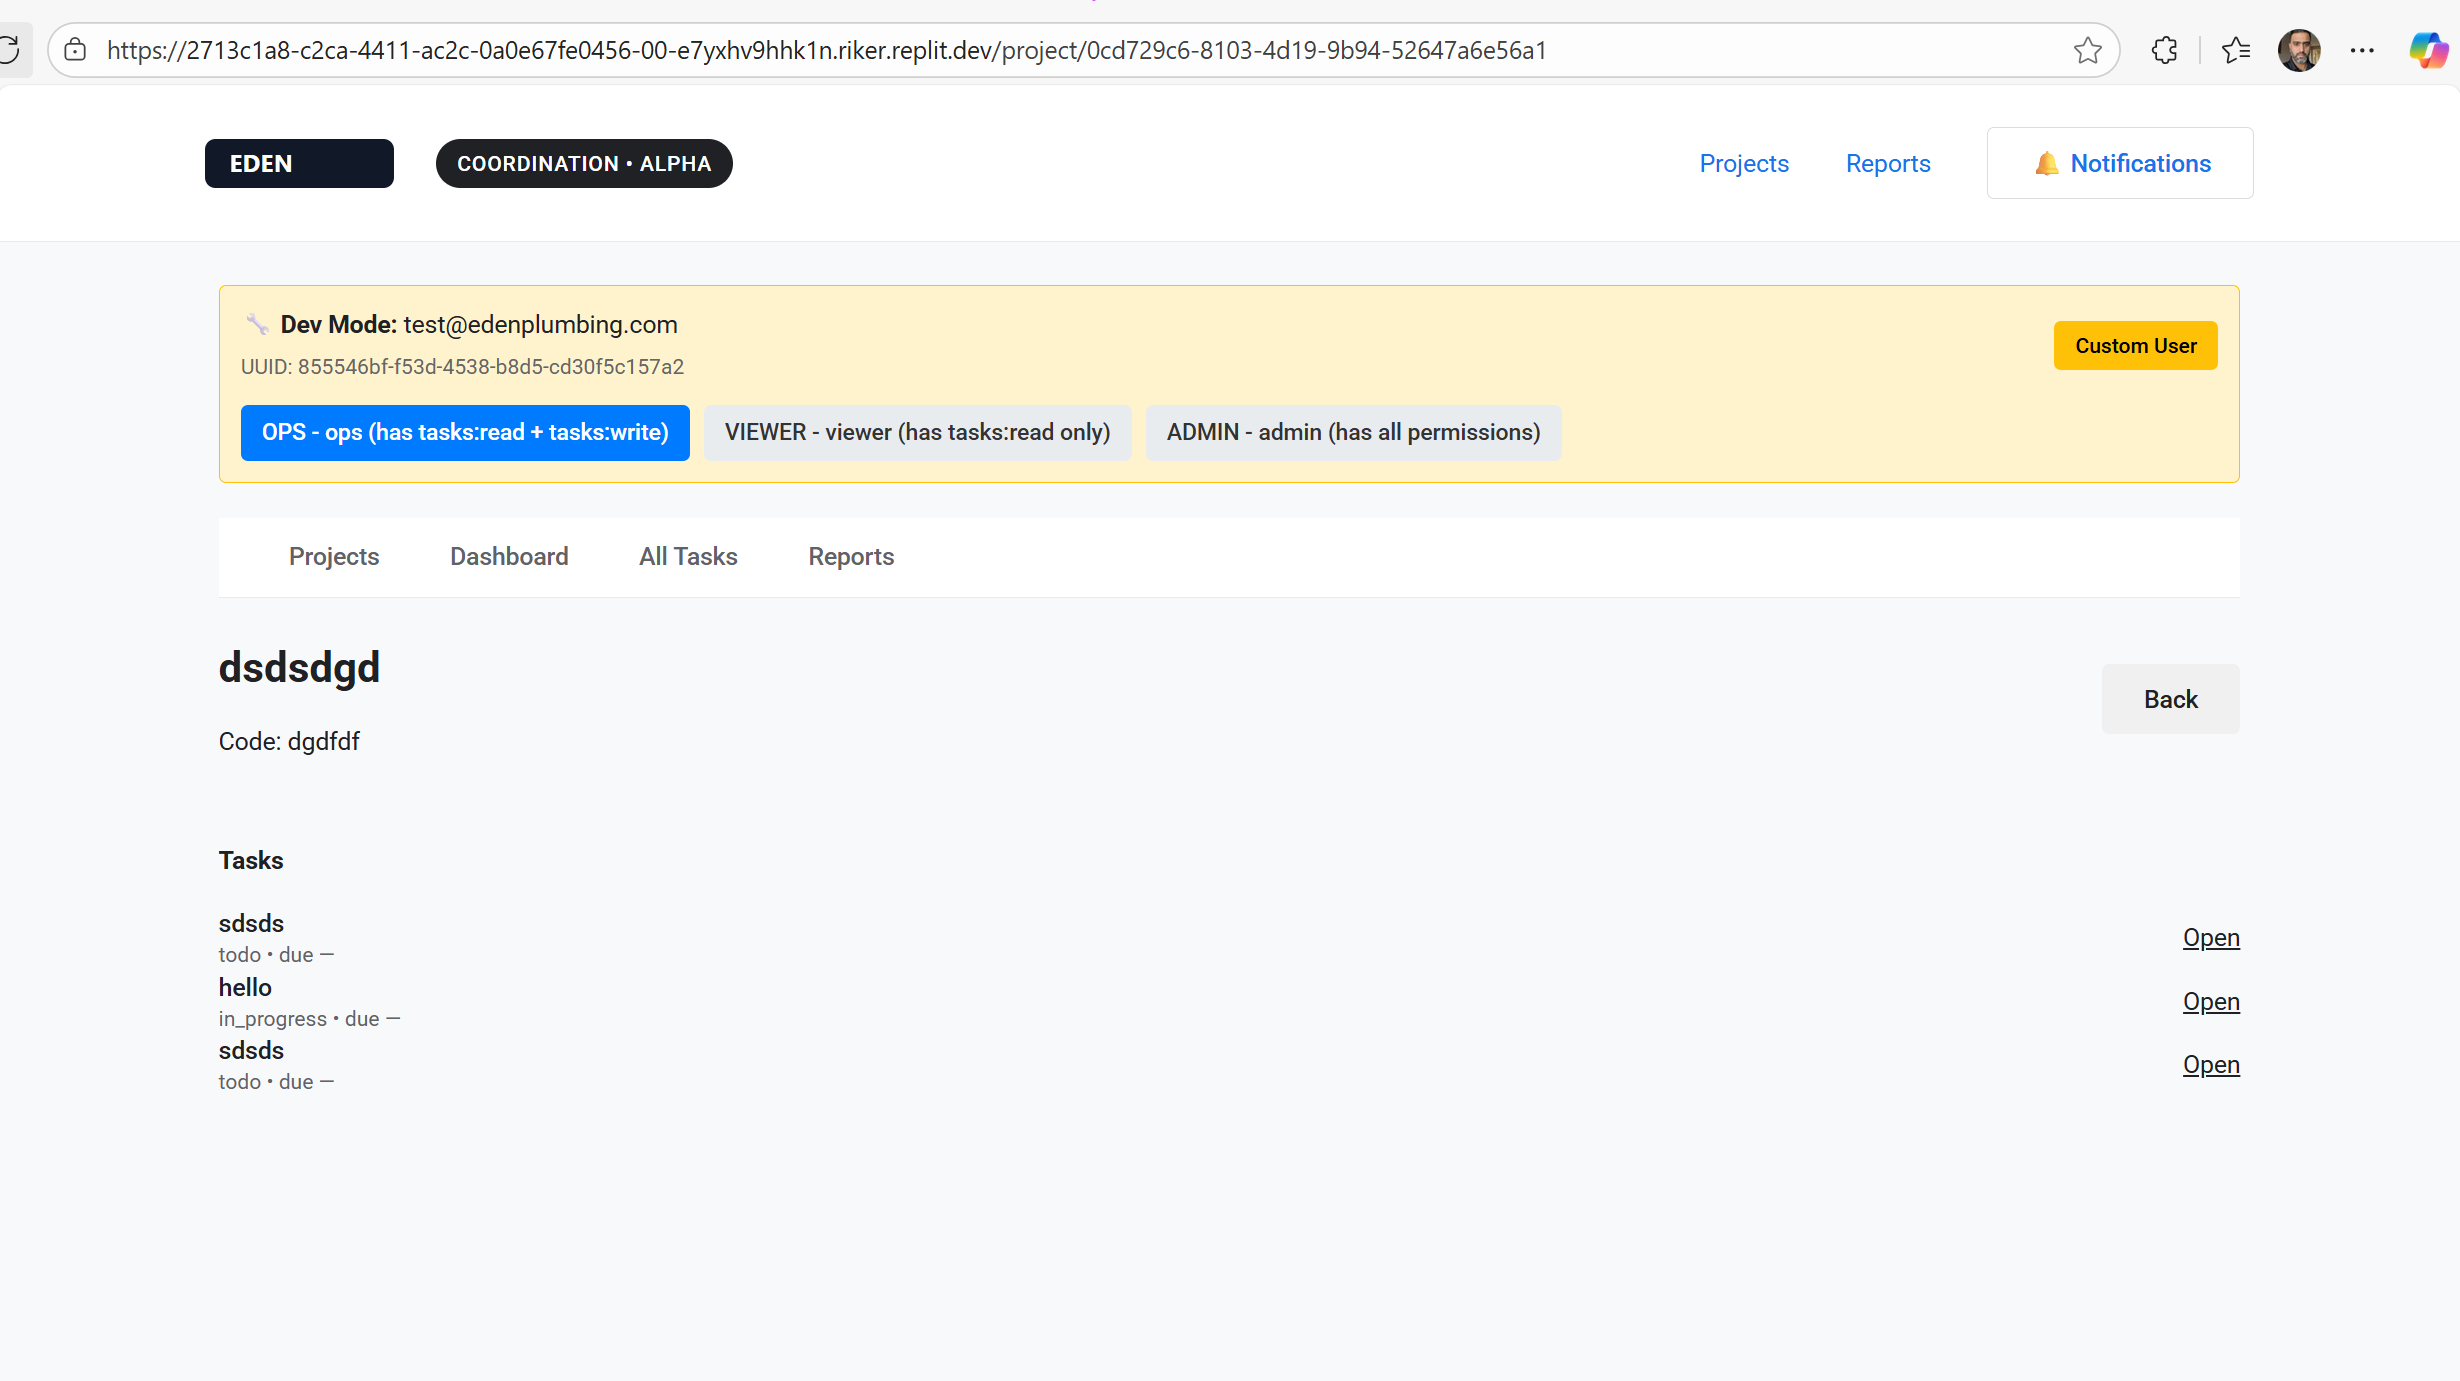 https://2713c1a8-c2ca-4411-ac2c-0a0e67fe0456-00-e7yxhv9hhk1n.riker.replit.dev/project/0cd729c6-8103-4d19-9b94-52647a6e56a1
EDEN
COORDINATION • ALPHA
Projects
Reports
🔔 Notifications
🔧 Dev Mode: test@edenplumbing.com
UUID: 855546bf-f53d-4538-b8d5-cd30f5c157a2
Custom User
OPS - ops (has tasks:read + tasks:write)
VIEWER - viewer (has tasks:read only)
ADMIN - admin (has all permissions)
Projects
Dashboard
All Tasks
Reports
dsdsdgd
Back
Code: dgdfdf
Tasks
sdsds
todo • due —
Open
hello
in_progress • due —
Open
sdsds
todo • due —
Open